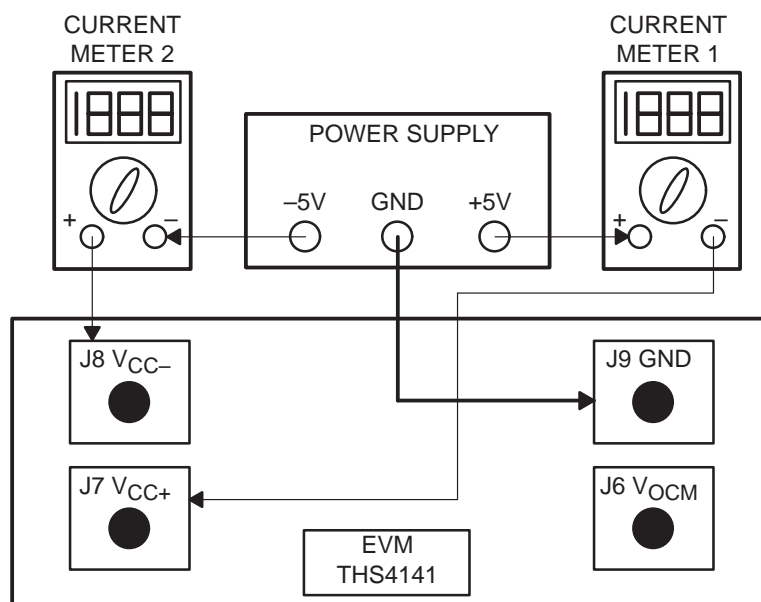 CURRENT
METER 2
CURRENT
METER 1
1888
1888
POWER SUPPLY
–5V GND +5V
+ –
+ –
J8 VCC–
J9 GND
J7 VCC+
J6 VOCM
EVM
THS4141